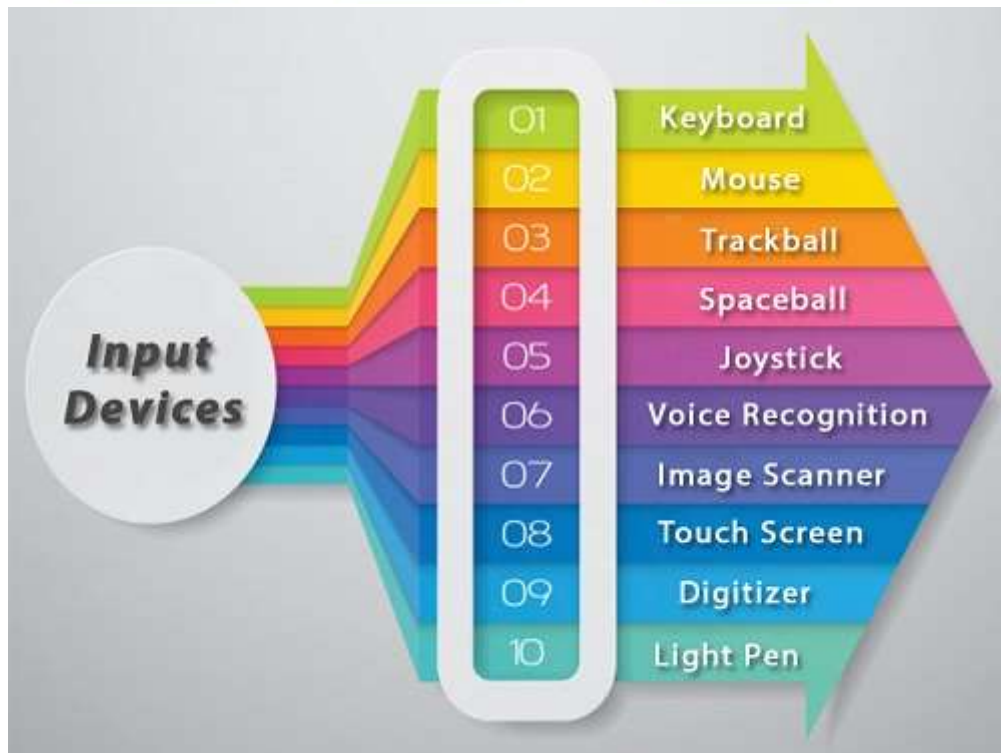 Input
Devices
01 Keyboard
02 Mouse
03 Trackball
04 Spaceball
05 Joystick
06 Voice Recognition
07 Image Scanner
08 Touch Screen
09 Digitizer
10 Light Pen